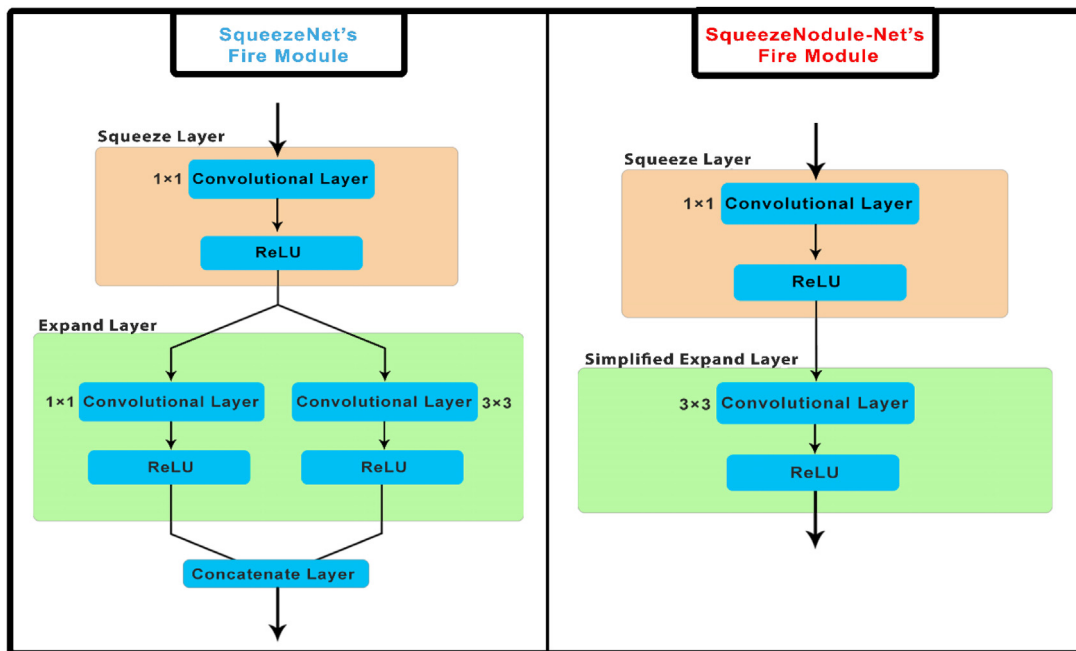 SqueezeNet's
Fire Module
Squeeze Layer
1×1 Convolutional Layer
ReLU
Expand Layer
1×1 Convolutional Layer
Convolutional Layer 3×3
ReLU
ReLU
Concatenate Layer
SqueezeNodule-Net's
Fire Module
Squeeze Layer
1×1 Convolutional Layer
ReLU
Simplified Expand Layer
3×3 Convolutional Layer
ReLU